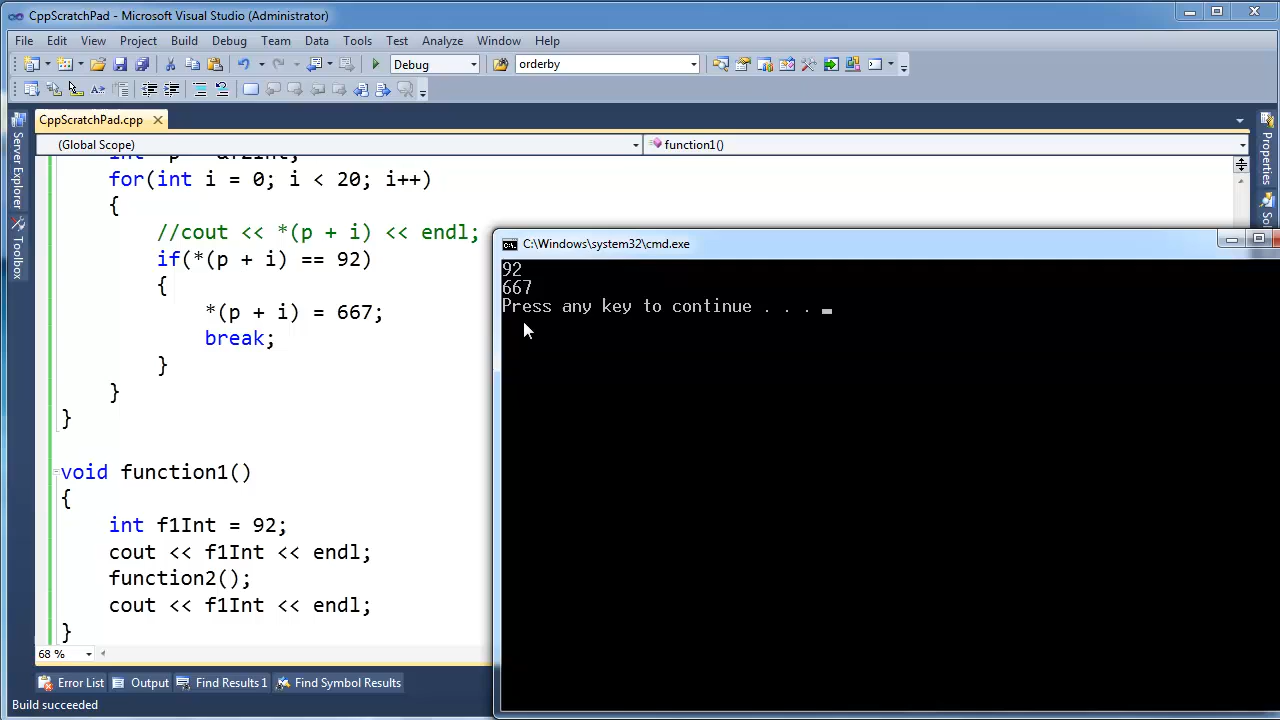 CppScratchPad - Microsoft Visual Studio (Administrator)
File Edit View Project Build Debug Team Data Tools Test Analyze Window Help
Debug orderby
CppScratchPad.cpp
(Global Scope) function1()
for(int i = 0; i < 20; i++)
{
//cout << *(p + i) << endl;
if(*(p + i) == 92)
{
*(p + i) = 667;
break;
}
}
}
void function1()
{
int f1Int = 92;
cout << f1Int << endl;
function2();
cout << f1Int << endl;
}
68 %
C:\Windows\system32\cmd.exe
92
667
Press any key to continue . . .
Server Explorer
Toolbox
Properties
Error List Output Find Results 1 Find Symbol Results
Build succeeded